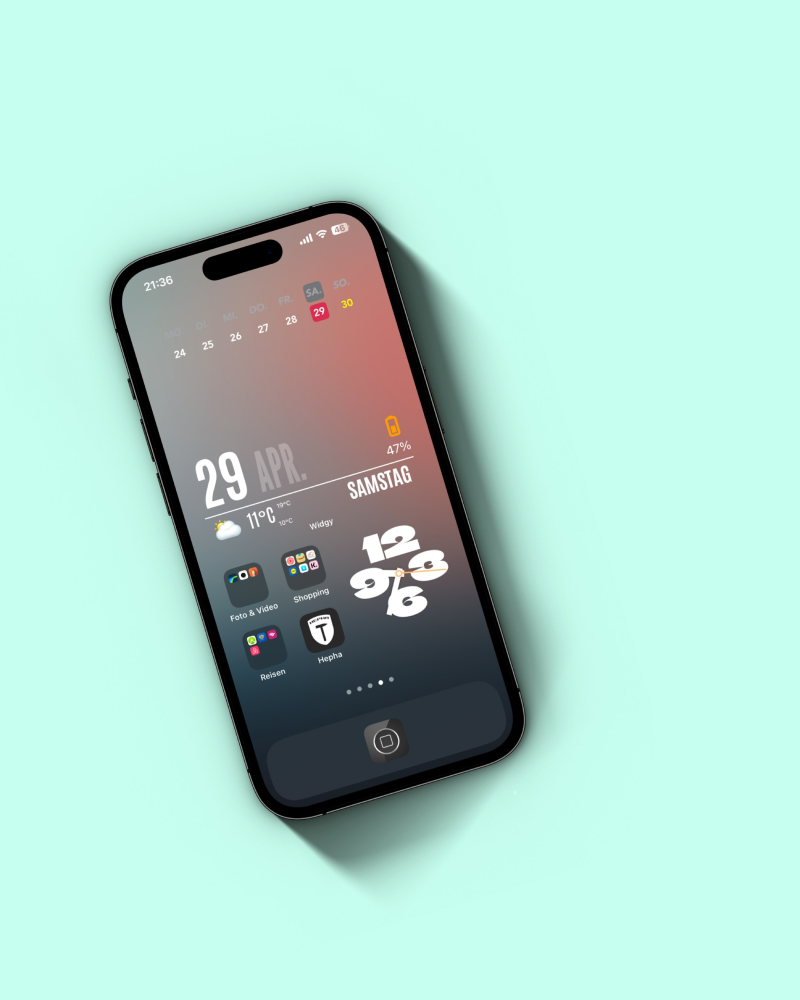 21:36
46
MO. DI. MI. DO. FR. SA. SO.
24 25 26 27 28 29 30
47%
29 APR.
SAMSTAG
11°C
19°C
10°C
Widgy
12
9 3
6
Foto & Video
Shopping
Reisen
Hepha